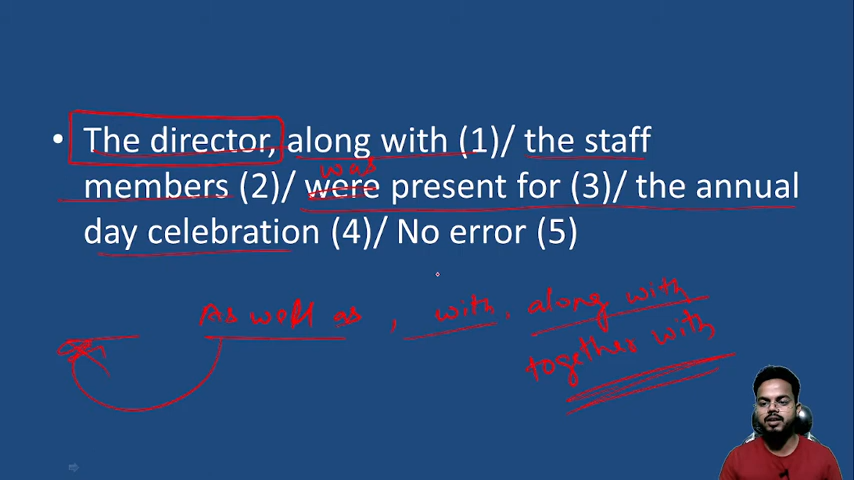 • The director, along with (1)/ the staff
was
members (2)/ were present for (3)/ the annual
day celebration (4)/ No error (5)
As well as , with , along with
together with